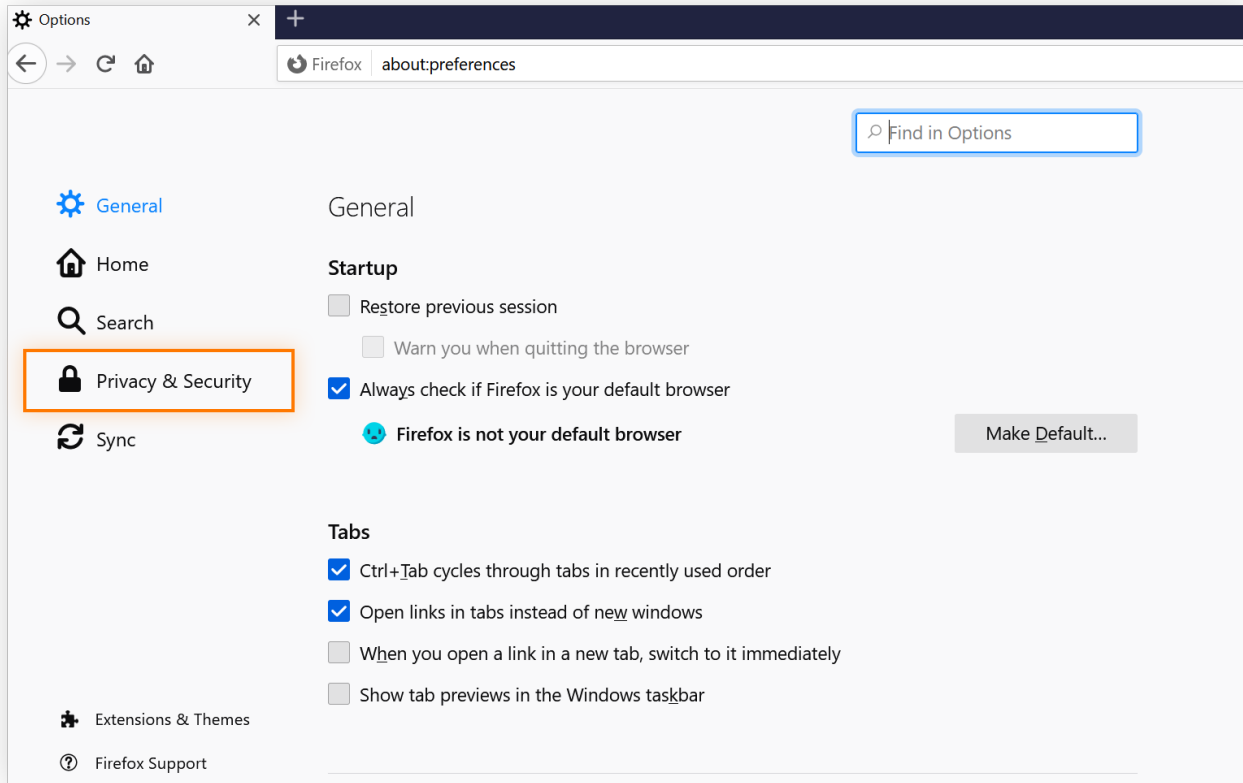 Options
Firefox about:preferences
Find in Options
General
Home
Search
Privacy & Security
Sync
Extensions & Themes
Firefox Support
General
Startup
Restore previous session
Warn you when quitting the browser
Always check if Firefox is your default browser
Firefox is not your default browser
Make Default...
Tabs
Ctrl+Tab cycles through tabs in recently used order
Open links in tabs instead of new windows
When you open a link in a new tab, switch to it immediately
Show tab previews in the Windows taskbar